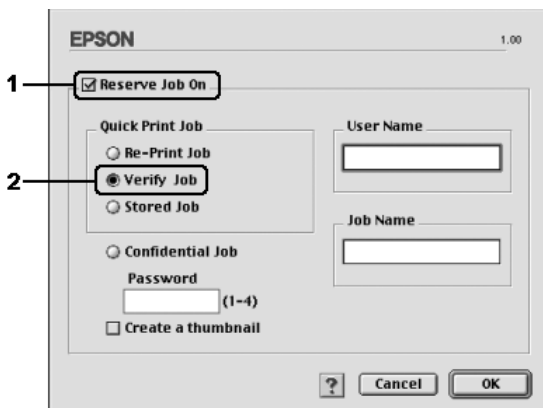 EPSON
1.00
1
Reserve Job On
Quick Print Job
Re-Print Job
2
Verify Job
Stored Job
Confidential Job
Password
(1-4)
Create a thumbnail
User Name
Job Name
?
Cancel
OK